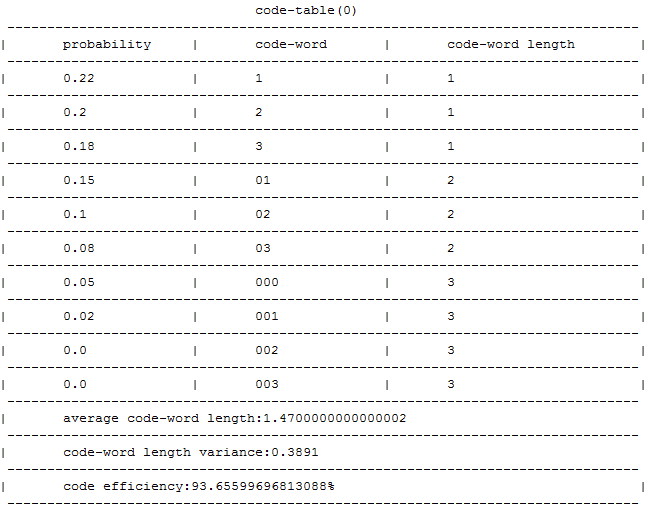 code-table(0)
probability | code-word | code-word length
0.22 | 1 | 1
0.2 | 2 | 1
0.18 | 3 | 1
0.15 | 01 | 2
0.1 | 02 | 2
0.08 | 03 | 2
0.05 | 000 | 3
0.02 | 001 | 3
0.0 | 002 | 3
0.0 | 003 | 3
average code-word length:1.4700000000000002
code-word length variance:0.3891
code efficiency:93.65599696813088%